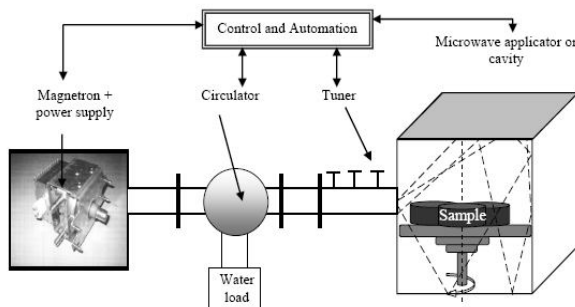 Control and Automation
Microwave applicator or
cavity
Magnetron +
power supply
Circulator
Tuner
Sample
Water
load